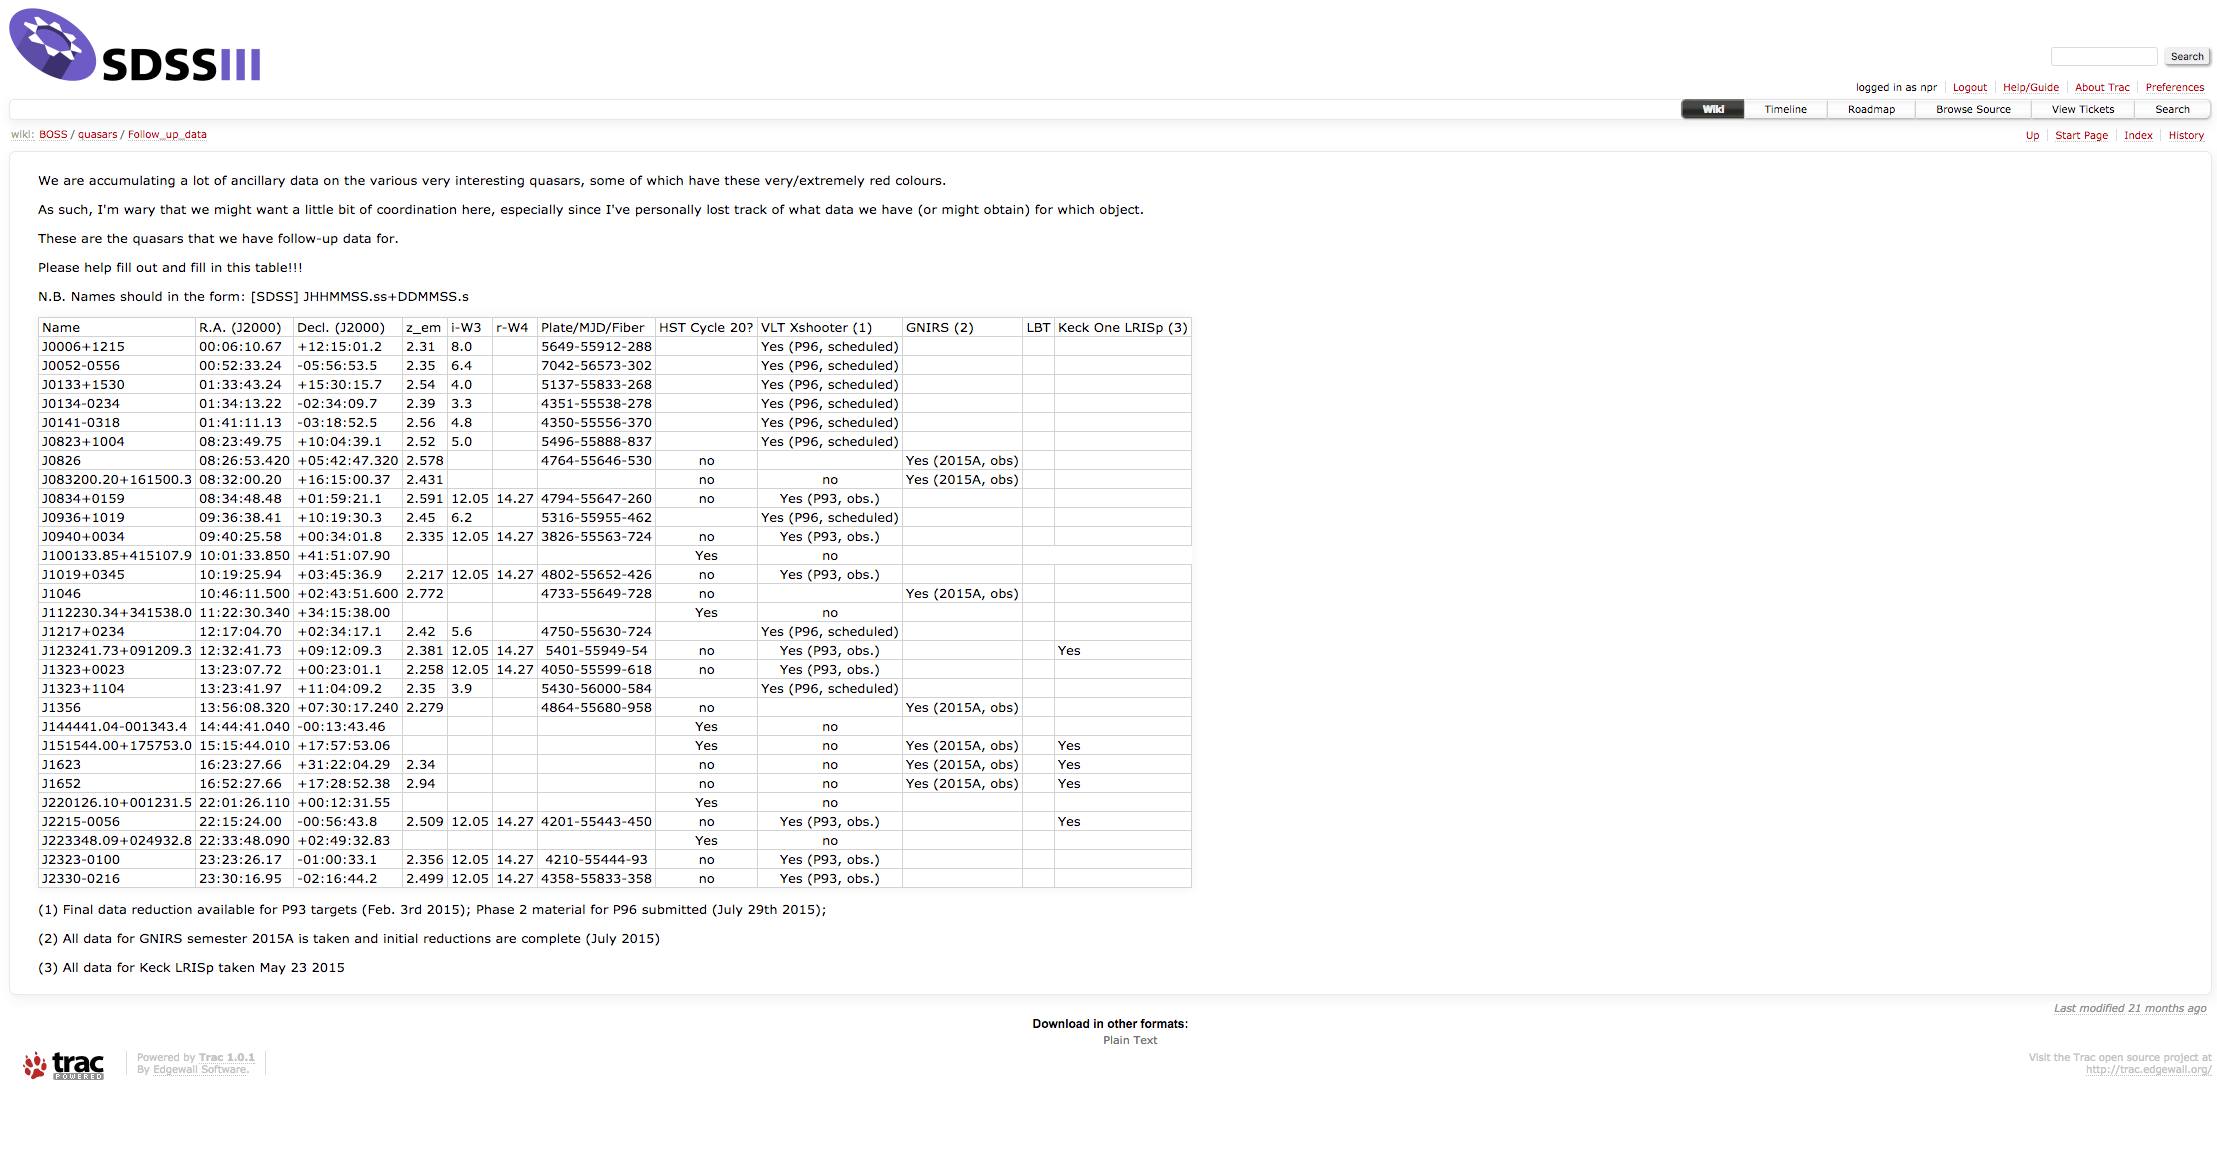 SDSSIII
Search
logged in as npr Logout Help/Guide About Trac Preferences
Wiki Timeline Roadmap Browse Source View Tickets Search
wiki: BOSS / quasars / Follow_up_data
Up Start Page Index History
We are accumulating a lot of ancillary data on the various very interesting quasars, some of which have these very/extremely red colours.
As such, I'm wary that we might want a little bit of coordination here, especially since I've personally lost track of what data we have (or might obtain) for which object.
These are the quasars that we have follow-up data for.
Please help fill out and fill in this table!!!
N.B. Names should in the form: [SDSS] JHHMMSS.ss+DDMMSS.s
Name R.A. (J2000) Decl. (J2000) z_em i-W3 r-W4 Plate/MJD/Fiber HST Cycle 20? VLT Xshooter (1) GNIRS (2) LBT Keck One LRISp (3)
J0006+1215 00:06:10.67 +12:15:01.2 2.31 8.0 5649-55912-288 Yes (P96, scheduled)
J0052-0556 00:52:33.24 -05:56:53.5 2.35 6.4 7042-56573-302 Yes (P96, scheduled)
J0133+1530 01:33:43.24 +15:30:15.7 2.54 4.0 5137-55833-268 Yes (P96, scheduled)
J0134-0234 01:34:13.22 -02:34:09.7 2.39 3.3 4351-55538-278 Yes (P96, scheduled)
J0141-0318 01:41:11.13 -03:18:52.5 2.56 4.8 4350-55556-370 Yes (P96, scheduled)
J0823+1004 08:23:49.75 +10:04:39.1 2.52 5.0 5496-55888-837 Yes (P96, scheduled)
J0826 08:26:53.420 +05:42:47.320 2.578 4764-55646-530 no Yes (2015A, obs)
J083200.20+161500.3 08:32:00.20 +16:15:00.37 2.431 no no Yes (2015A, obs)
J0834+0159 08:34:48.48 +01:59:21.1 2.591 12.05 14.27 4794-55647-260 no Yes (P93, obs.)
J0936+1019 09:36:38.41 +10:19:30.3 2.45 6.2 5316-55955-462 Yes (P96, scheduled)
J0940+0034 09:40:25.58 +00:34:01.8 2.335 12.05 14.27 3826-55563-724 no Yes (P93, obs.)
J100133.85+415107.9 10:01:33.850 +41:51:07.90 Yes no
J1019+0345 10:19:25.94 +03:45:36.9 2.217 12.05 14.27 4802-55652-426 no Yes (P93, obs.)
J1046 10:46:11.500 +02:43:51.600 2.772 4733-55649-728 no Yes (2015A, obs)
J112230.34+341538.0 11:22:30.340 +34:15:38.00 Yes no
J1217+0234 12:17:04.70 +02:34:17.1 2.42 5.6 4750-55630-724 Yes (P96, scheduled)
J123241.73+091209.3 12:32:41.73 +09:12:09.3 2.381 12.05 14.27 5401-55949-54 no Yes (P93, obs.) Yes
J1323+0023 13:23:07.72 +00:23:01.1 2.258 12.05 14.27 4050-55599-618 no Yes (P93, obs.)
J1323+1104 13:23:41.97 +11:04:09.2 2.35 3.9 5430-56000-584 Yes (P96, scheduled)
J1356 13:56:08.320 +07:30:17.240 2.279 4864-55680-958 no Yes (2015A, obs)
J144441.04-001343.4 14:44:41.040 -00:13:43.46 Yes no
J151544.00+175753.0 15:15:44.010 +17:57:53.06 Yes no Yes (2015A, obs) Yes
J1623 16:23:27.66 +31:22:04.29 2.34 no no Yes (2015A, obs) Yes
J1652 16:52:27.66 +17:28:52.38 2.94 no no Yes (2015A, obs) Yes
J220126.10+001231.5 22:01:26.110 +00:12:31.55 Yes no
J2215-0056 22:15:24.00 -00:56:43.8 2.509 12.05 14.27 4201-55443-450 no Yes (P93, obs.) Yes
J223348.09+024932.8 22:33:48.090 +02:49:32.83 Yes no
J2323-0100 23:23:26.17 -01:00:33.1 2.356 12.05 14.27 4210-55444-93 no Yes (P93, obs.)
J2330-0216 23:30:16.95 -02:16:44.2 2.499 12.05 14.27 4358-55833-358 no Yes (P93, obs.)
(1) Final data reduction available for P93 targets (Feb. 3rd 2015); Phase 2 material for P96 submitted (July 29th 2015);
(2) All data for GNIRS semester 2015A is taken and initial reductions are complete (July 2015)
(3) All data for Keck LRISp taken May 23 2015
Last modified 21 months ago
Download in other formats:
Plain Text
trac POWERED
Powered by Trac 1.0.1
By Edgewall Software.
Visit the Trac open source project at
http://trac.edgewall.org/